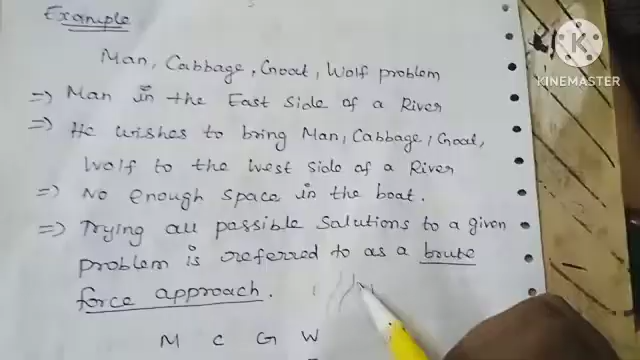 Example
Man, Cabbage, Goat, Wolf problem
=> Man in the East side of a River
=> He wishes to bring Man, Cabbage, Goat,
Wolf to the west side of a River.
=> No enough space in the boat.
=> Trying all possible solutions to a given
problem is referred to as a brute
force approach.
M C G W
KINEMASTER